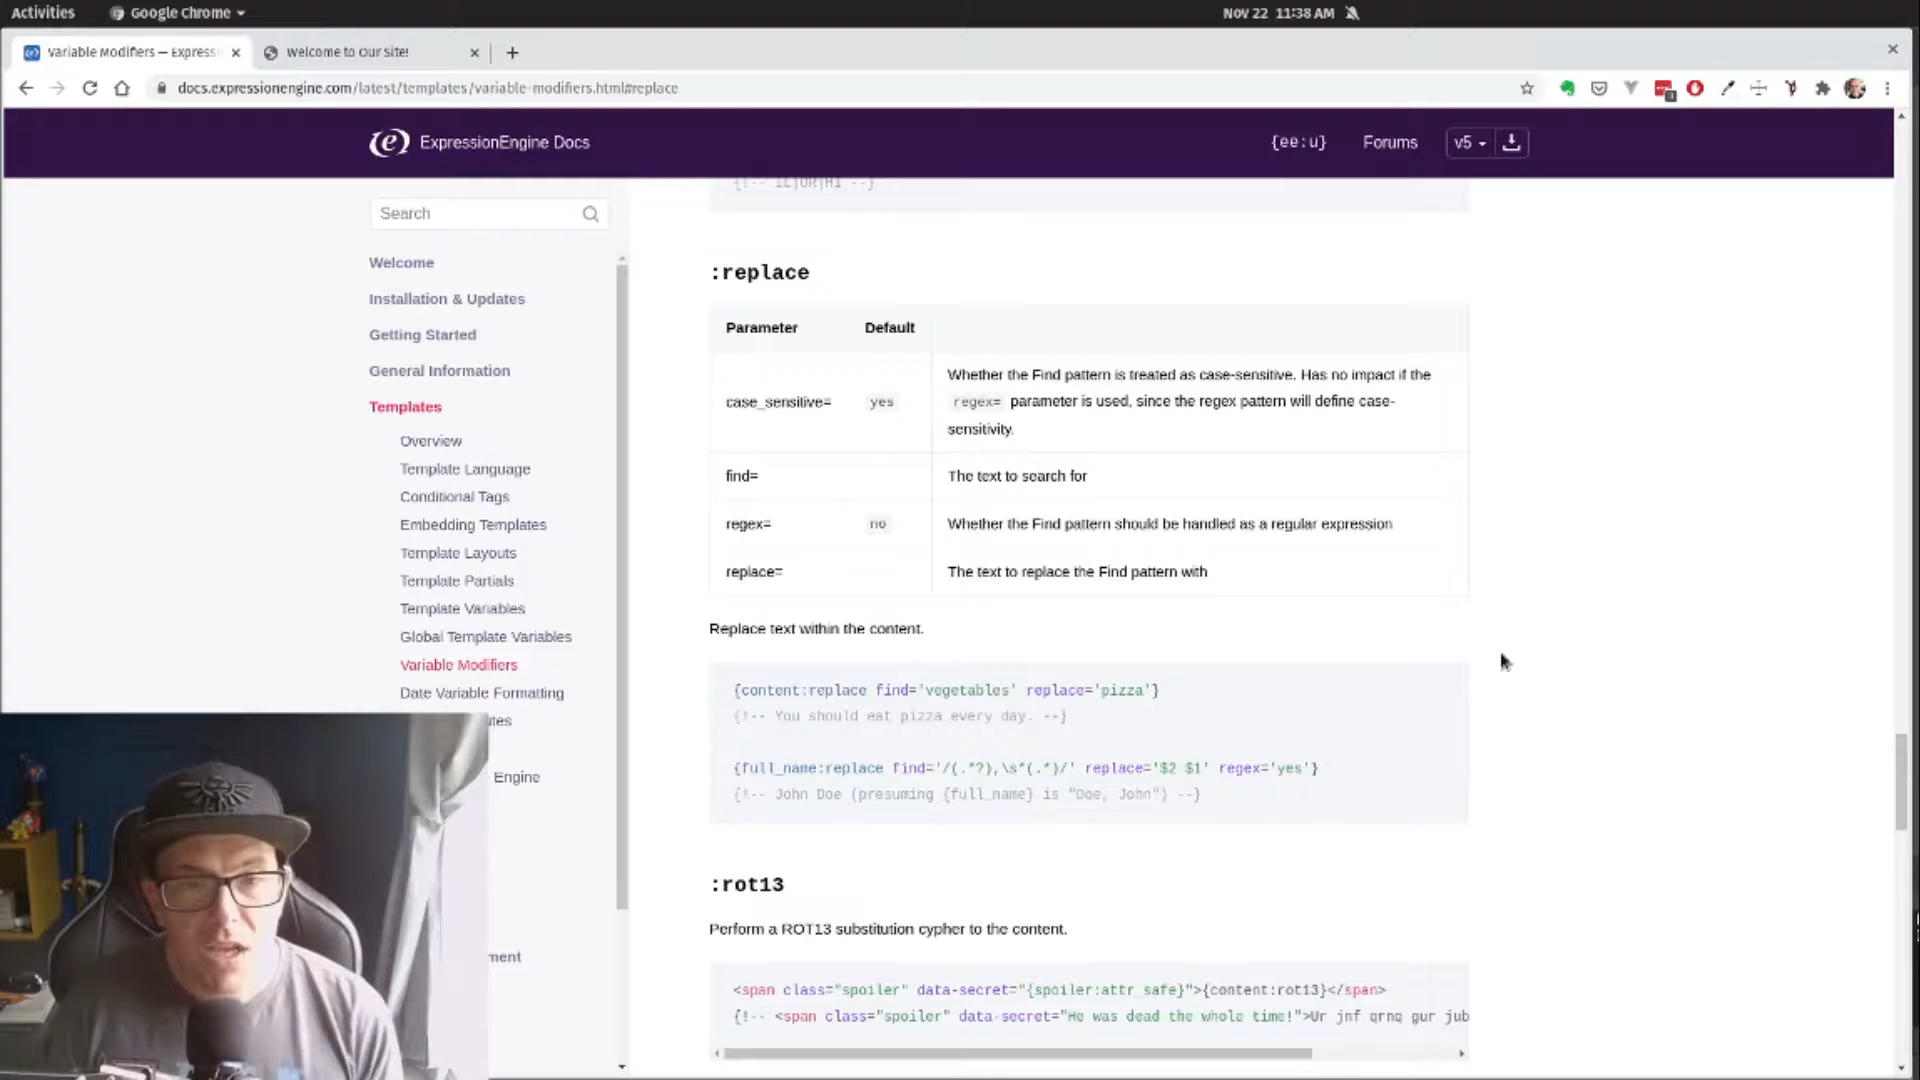 Activities
Google Chrome
Nov 22 11:38 AM
Variable Modifiers — Express
Welcome to Our Site!
docs.expressionengine.com/latest/templates/variable-modifiers.html#replace
ExpressionEngine Docs
{ee:u}
Forums
v5
Search
Welcome
Installation & Updates
Getting Started
General Information
Templates
Overview
Template Language
Conditional Tags
Embedding Templates
Template Layouts
Template Partials
Template Variables
Global Template Variables
Variable Modifiers
Date Variable Formatting
utes
Engine
ment
:replace
Parameter Default
case_sensitive= yes Whether the Find pattern is treated as case-sensitive. Has no impact if the
regex= parameter is used, since the regex pattern will define case-
sensitivity.
find= The text to search for
regex= no Whether the Find pattern should be handled as a regular expression
replace= The text to replace the Find pattern with
Replace text within the content.
{content:replace find='vegetables' replace='pizza'}
{!-- You should eat pizza every day. --}
{full_name:replace find='/(.*?),\s*(.*)/' replace='$2 $1' regex='yes'}
{!-- John Doe (presuming {full_name} is "Doe, John") --}
:rot13
Perform a ROT13 substitution cypher to the content.
<span class="spoiler" data-secret="{spoiler:attr_safe}">{content:rot13}</span>
{!-- <span class="spoiler" data-secret="He was dead the whole time!">Ur jnf qrnq gur jub